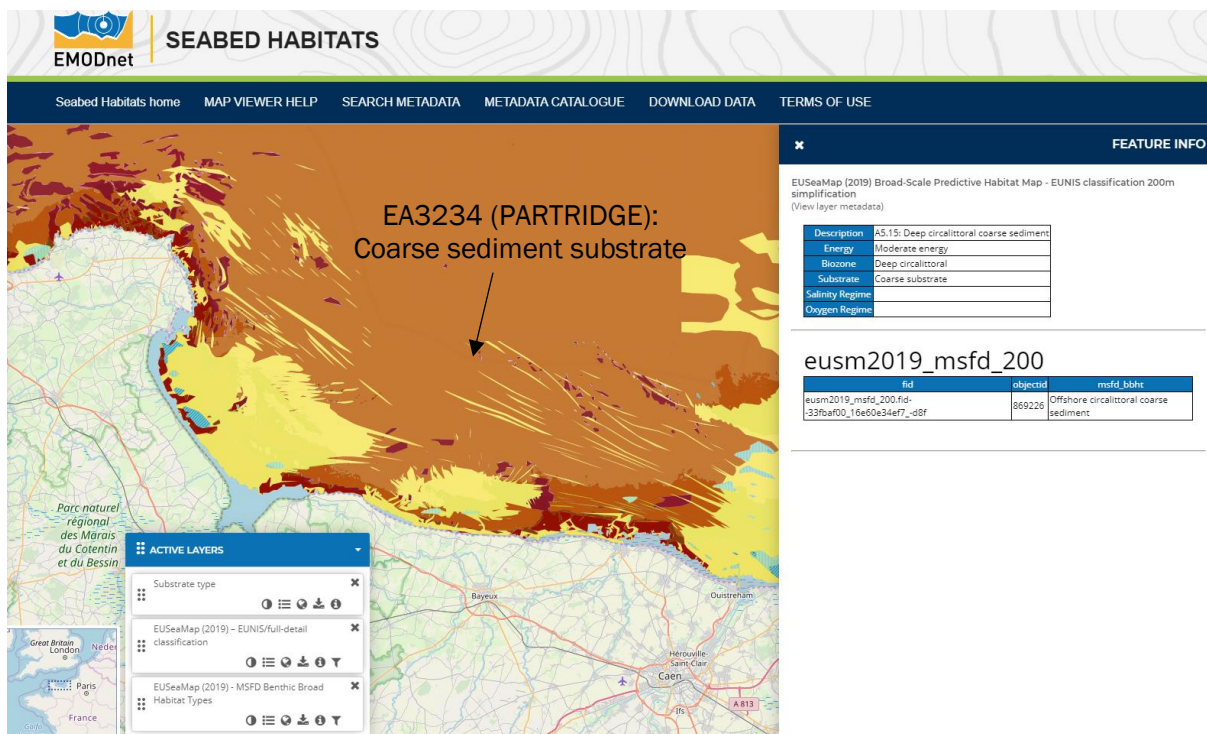 EMODnet
SEABED HABITATS
Seabed Habitats home MAP VIEWER HELP SEARCH METADATA METADATA CATALOGUE DOWNLOAD DATA TERMS OF USE
EA3234 (PARTRIDGE):
Coarse sediment substrate
Parc naturel
régional
des Marais
du Cotentin
et du Bessin
Bayeux
Ouistreham
Hérouville-
Saint-Clair
Caen
Ifs
A 813
ACTIVE LAYERS
Substrate type
EUSeaMap (2019) – EUNIS/full-detail
classification
EUSeaMap (2019) - MSFD Benthic Broad
Habitat Types
Great Britain
London
Neder
Paris
France
Golfo
FEATURE INFO
EUSeaMap (2019) Broad-Scale Predictive Habitat Map - EUNIS classification 200m
simplification
(View layer metadata)
Description A5.15: Deep circalittoral coarse sediment
Energy Moderate energy
Biozone Deep circalittoral
Substrate Coarse substrate
Salinity Regime
Oxygen Regime
eusm2019_msfd_200
fid objectid msfd_bbht
eusm2019_msfd_200.fid-
-33fbaf00_16e60e34ef7_-d8f 869226 Offshore circalittoral coarse
sediment